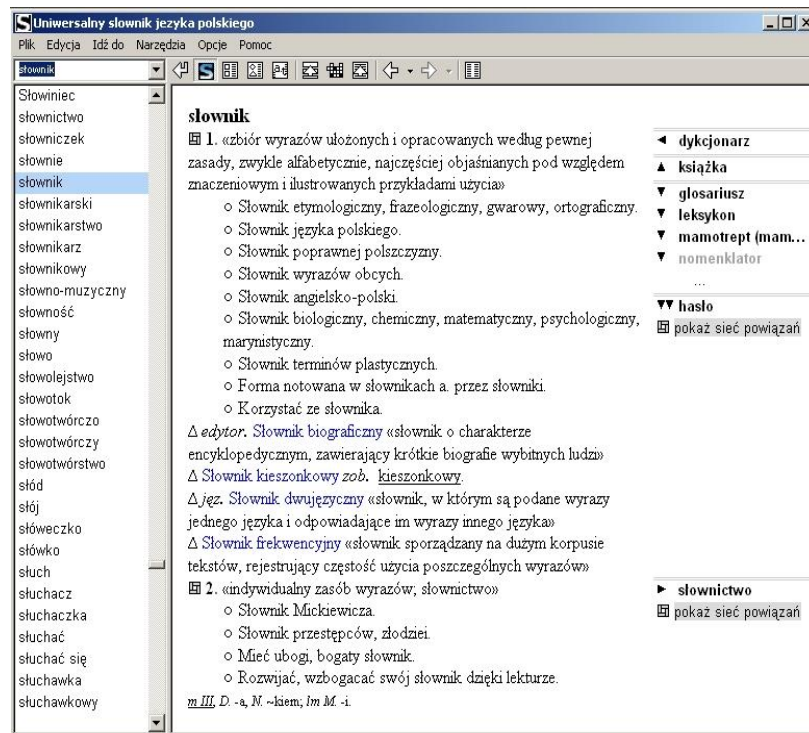 Uniwersalny słownik języka polskiego
Plik Edycja Idź do Narzędzia Opcje Pomoc
słownik
Słowiniec
słownictwo
słowniczek
słownie
słownik
słownikarski
słownikarstwo
słownikarz
słownikowy
słowno-muzyczny
słowność
słowny
słowo
słowolejstwo
słowotok
słowotwórczo
słowotwórczy
słowotwórstwo
słód
słój
słóweczko
słówko
słuch
słuchacz
słuchaczka
słuchać
słuchać się
słuchawka
słuchawkowy
słownik
1. «zbiór wyrazów ułożonych i opracowanych według pewnej
zasady, zwykle alfabetycznie, najczęściej objaśnianych pod względem
znaczeniowym i ilustrowanych przykładami użycia»
○ Słownik etymologiczny, frazeologiczny, gwarowy, ortograficzny.
○ Słownik języka polskiego.
○ Słownik poprawnej polszczyzny.
○ Słownik wyrazów obcych.
○ Słownik angielsko-polski.
○ Słownik biologiczny, chemiczny, matematyczny, psychologiczny,
marynistyczny.
○ Słownik terminów plastycznych.
○ Forma notowana w słownikach a. przez słowniki.
○ Korzystać ze słownika.
Δ edytor. Słownik biograficzny «słownik o charakterze
encyklopedycznym, zawierający krótkie biografie wybitnych ludzi»
Δ Słownik kieszonkowy zob. kieszonkowy.
Δ jęz. Słownik dwujęzyczny «słownik, w którym są podane wyrazy
jednego języka i odpowiadające im wyrazy innego języka»
Δ Słownik frekwencyjny «słownik sporządzany na dużym korpusie
tekstów, rejestrujący częstość użycia poszczególnych wyrazów»
2. «indywidualny zasób wyrazów; słownictwo»
○ Słownik Mickiewicza.
○ Słownik przestępców, złodziei.
○ Mieć ubogi, bogaty słownik.
○ Rozwijać, wzbogacać swój słownik dzięki lekturze.
m III, D. -a, N. ~kiem; lm M. -i.
◄ dykcjonarz
▲ książka
▼ glosariusz
▼ leksykon
▼ mamotrept (mam...
▼ nomenklator
...
▼▼ hasło
pokaż sieć powiązań
► słownictwo
pokaż sieć powiązań